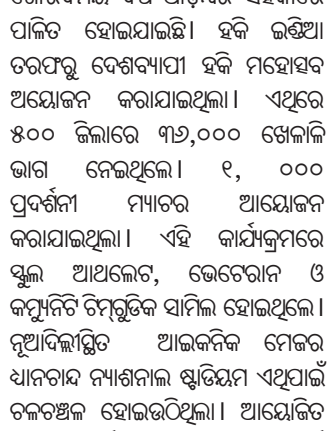 ପାଳିତ ହୋଇଯାଇଛି। ହକି ଇଣ୍ଡିଆ
ତରଫରୁ ଦେଶବ୍ୟାପୀ ହକି ମହୋତ୍ସବ
ଅୟୋଜନ କରାଯାଇଥିଲା। ଏଥିରେ
୫୦୦ ଜିଲାରେ ୩୬,୦୦୦ ଖେଳାଳି
ଭାଗ ନେଇଥିଲେ। ୧, ୦୦୦
ପ୍ରଦର୍ଶନୀ ମ୍ୟାଚର ଆୟୋଜନ
କରାଯାଇଥିଲା। ଏହି କାର୍ଯ୍ୟକ୍ରମରେ
ସ୍କୁଲ ଆଥଲେଟ, ଭେଟେରାନ ଓ
କମ୍ୟୁନିଟି ଟିମ୍‌ଗୁଡିକ ସାମିଲ ହୋଇଥିଲେ।
ନୂଆଦିଲ୍ଲୀସ୍ଥିତ ଆଇକନିକ ମେଜର
ଧ୍ୟାନଚାନ୍ଦ ନ୍ୟାଶନାଲ ଷ୍ଟାଡିୟମ ଏଥିପାଇଁ
ଚଳଚଞ୍ଚଳ ହୋଇଉଠିଥିଲା। ଆୟୋଜିତ